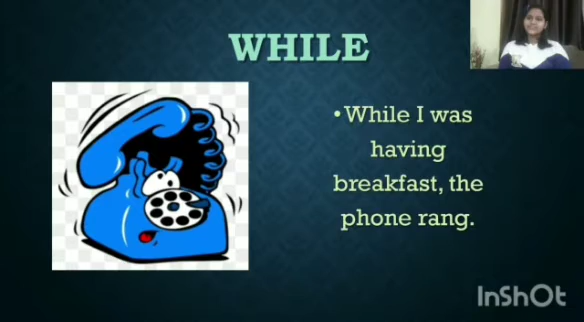 WHILE
• While I was
having
breakfast, the
phone rang.
InShOt